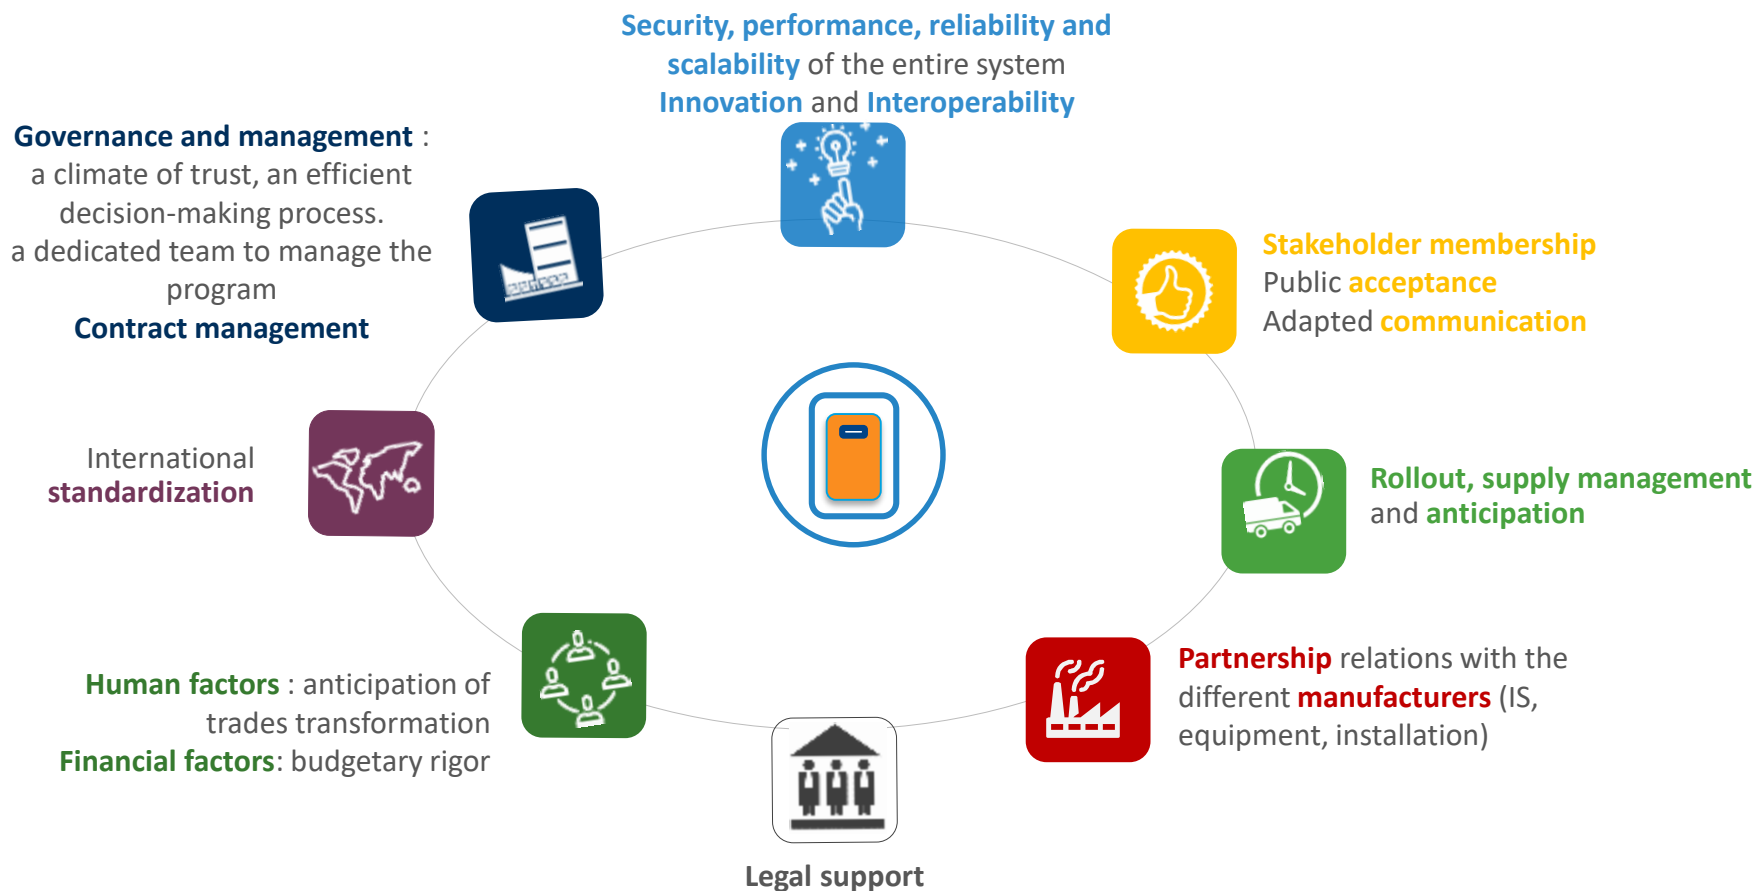 Security, performance, reliability and
scalability of the entire system
Innovation and Interoperability
Governance and management :
a climate of trust, an efficient
decision-making process.
a dedicated team to manage the
program
Contract management
Stakeholder membership
Public acceptance
Adapted communication
International
standardization
Rollout, supply management
and anticipation
Human factors : anticipation of
trades transformation
Financial factors: budgetary rigor
Partnership relations with the
different manufacturers (IS,
equipment, installation)
Legal support